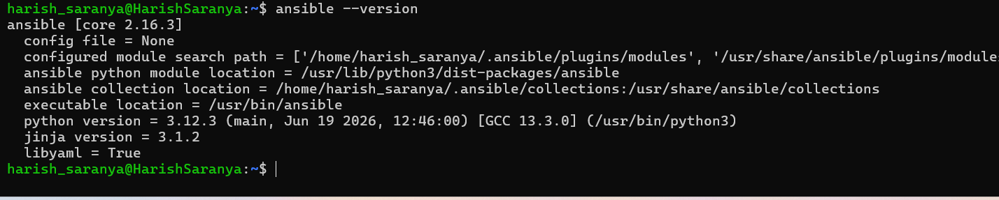 harish_saranya@HarishSaranya:~$ ansible --version
ansible [core 2.16.3]
  config file = None
  configured module search path = ['/home/harish_saranya/.ansible/plugins/modules', '/usr/share/ansible/plugins/modules
  ansible python module location = /usr/lib/python3/dist-packages/ansible
  ansible collection location = /home/harish_saranya/.ansible/collections:/usr/share/ansible/collections
  executable location = /usr/bin/ansible
  python version = 3.12.3 (main, Jun 19 2026, 12:46:00) [GCC 13.3.0] (/usr/bin/python3)
  jinja version = 3.1.2
  libyaml = True
harish_saranya@HarishSaranya:~$